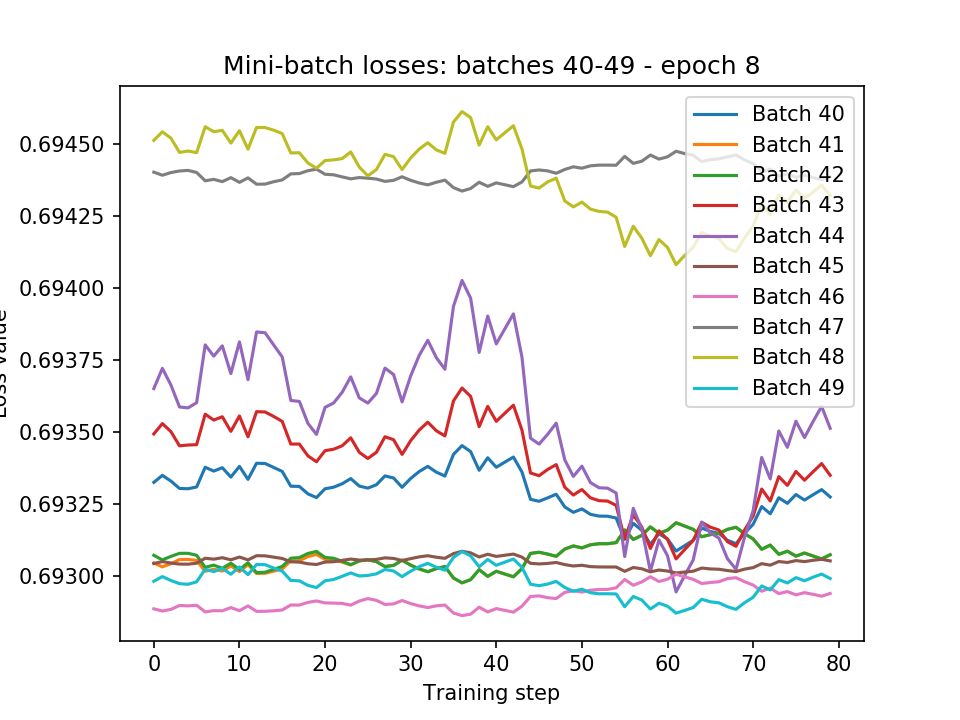 Mini-batch losses: batches 40-49 - epoch 8
0.69450
0.69425
0.69400
0.69375
0.69350
0.69325
0.69300
Loss value
0 10 20 30 40 50 60 70 80
Training step
Batch 40
Batch 41
Batch 42
Batch 43
Batch 44
Batch 45
Batch 46
Batch 47
Batch 48
Batch 49